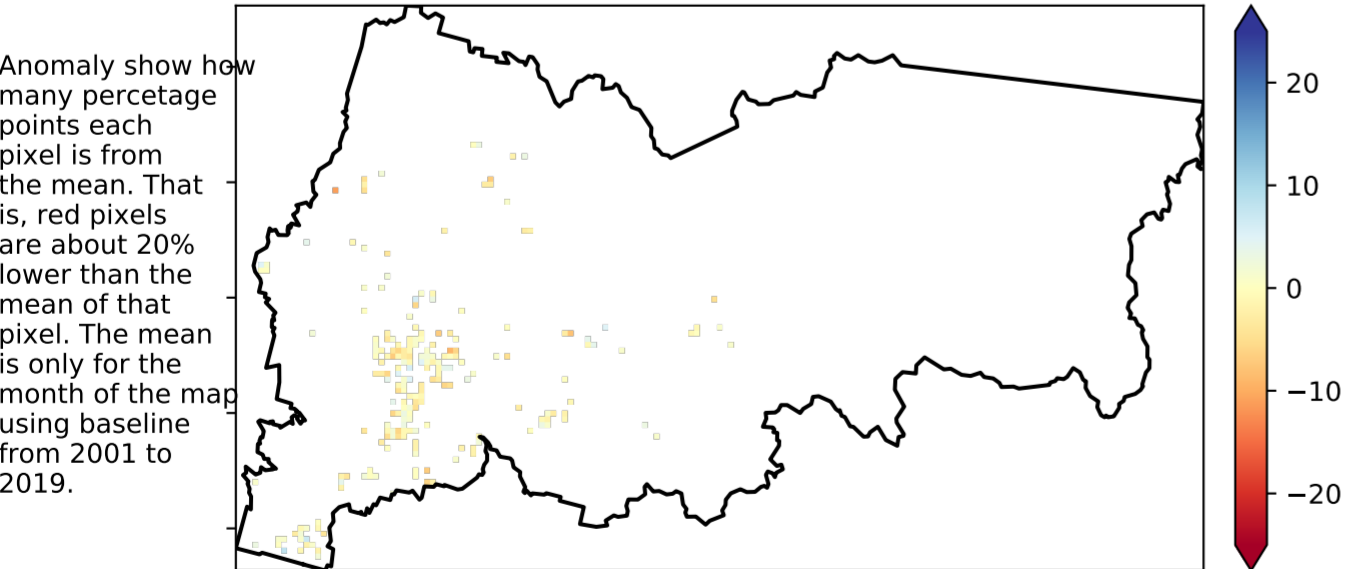 Anomaly show how
many percetage
points each
pixel is from
the mean. That
is, red pixels
are about 20%
lower than the
mean of that
pixel. The mean
is only for the
month of the map
using baseline
from 2001 to
2019.
20
10
0
−10
−20